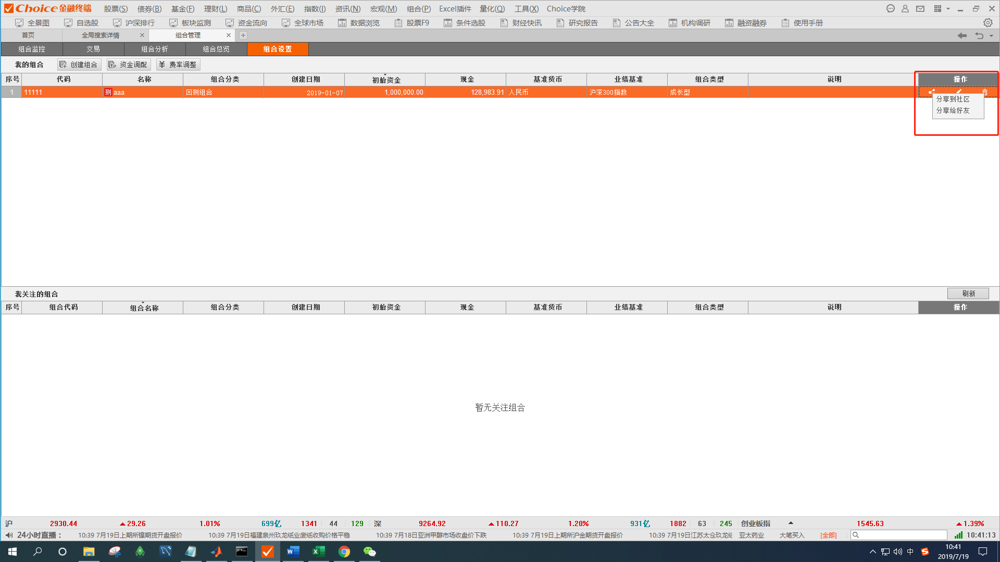 Choice金融终端 股票(S) 债券(B) 基金(F) 理财(L) 商品(C) 外汇(E) 指数(I) 资讯(N) 宏观(M) 组合(P) Excel插件 量化(Q) 工具(X) Choice学院
全景图 自选股 沪深排行 板块监测 资金流向 全球市场 数据浏览 股票F9 条件选股 财经快讯 研究报告 公告大全 机构调研 融资融券 使用手册
首页 全局搜索详情 组合管理
组合监控 交易 组合分析 组合总览 组合设置
我的组合 创建组合 资金调配 费率调整
序号 代码 名称 组合分类 创建日期 初始资金 现金 基准货币 业绩基准 组合类型 说明 操作
1 11111 测 aaa 回测组合 2019-01-07 1,000,000.00 128,983.91 人民币 沪深300指数 成长型
分享到社区
分享给好友
我关注的组合 刷新
序号 组合代码 组合名称 组合分类 创建日期 初始资金 现金 基准货币 业绩基准 组合类型 说明 操作
暂无关注组合
沪 2930.44 29.26 1.01% 699亿 1341 44 129 深 9264.92 110.27 1.20% 931亿 1882 63 245 创业板指 1545.63 1.39%
24小时直播： 10:39 7月19日上期所镍期货开盘报价 10:39 7月19日福建泉州玖龙纸业废纸收购价格平稳 10:39 7月18日亚洲甲醇市场收盘价下跌 10:39 7月19日上期所沪金期货开盘报价 10:39 7月19日江苏太仓玖龙 亚太药业 大笔买入 [全部] 10:41:13
中 10:41
2019/7/19